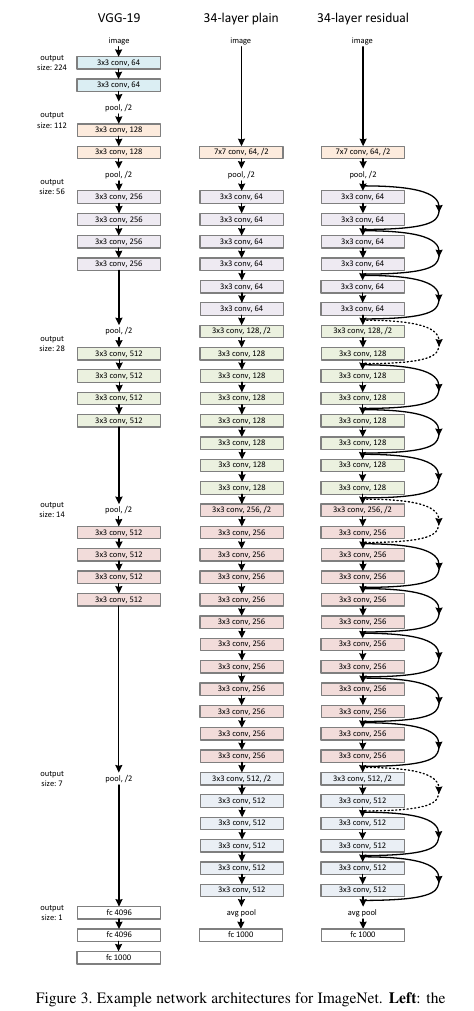 VGG-19
image
output
size: 224
3x3 conv, 64
3x3 conv, 64
pool, /2
output
size: 112
3x3 conv, 128
3x3 conv, 128
pool, /2
output
size: 56
3x3 conv, 256
3x3 conv, 256
3x3 conv, 256
3x3 conv, 256
pool, /2
output
size: 28
3x3 conv, 512
3x3 conv, 512
3x3 conv, 512
3x3 conv, 512
pool, /2
output
size: 14
3x3 conv, 512
3x3 conv, 512
3x3 conv, 512
3x3 conv, 512
output
size: 7
pool, /2
output
size: 1
fc 4096
fc 4096
fc 1000
34-layer plain
image
7x7 conv, 64, /2
pool, /2
3x3 conv, 64
3x3 conv, 64
3x3 conv, 64
3x3 conv, 64
3x3 conv, 64
3x3 conv, 64
3x3 conv, 128, /2
3x3 conv, 128
3x3 conv, 128
3x3 conv, 128
3x3 conv, 128
3x3 conv, 128
3x3 conv, 128
3x3 conv, 128
3x3 conv, 256, /2
3x3 conv, 256
3x3 conv, 256
3x3 conv, 256
3x3 conv, 256
3x3 conv, 256
3x3 conv, 256
3x3 conv, 256
3x3 conv, 256
3x3 conv, 256
3x3 conv, 256
3x3 conv, 256
3x3 conv, 512, /2
3x3 conv, 512
3x3 conv, 512
3x3 conv, 512
3x3 conv, 512
3x3 conv, 512
avg pool
fc 1000
34-layer residual
image
7x7 conv, 64, /2
pool, /2
3x3 conv, 64
3x3 conv, 64
3x3 conv, 64
3x3 conv, 64
3x3 conv, 64
3x3 conv, 64
3x3 conv, 128, /2
3x3 conv, 128
3x3 conv, 128
3x3 conv, 128
3x3 conv, 128
3x3 conv, 128
3x3 conv, 128
3x3 conv, 128
3x3 conv, 256, /2
3x3 conv, 256
3x3 conv, 256
3x3 conv, 256
3x3 conv, 256
3x3 conv, 256
3x3 conv, 256
3x3 conv, 256
3x3 conv, 256
3x3 conv, 256
3x3 conv, 256
3x3 conv, 256
3x3 conv, 512, /2
3x3 conv, 512
3x3 conv, 512
3x3 conv, 512
3x3 conv, 512
3x3 conv, 512
avg pool
fc 1000
Figure 3. Example network architectures for ImageNet. Left: the